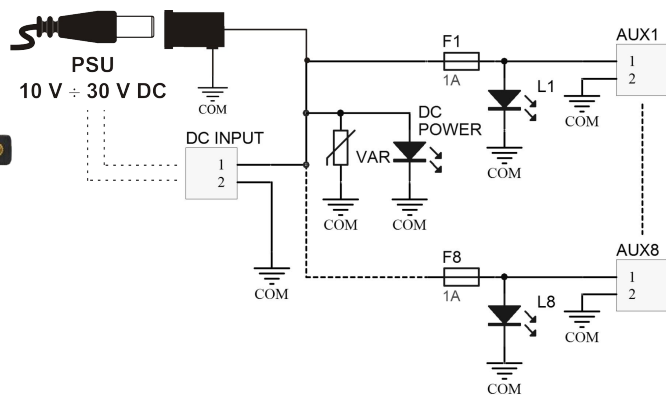 PSU
10 V ÷ 30 V DC
COM
DC INPUT
1
2
COM
VAR
COM
DC
POWER
COM
F1
1A
L1
COM
AUX1
1
2
COM
F8
1A
L8
COM
AUX8
1
2
COM